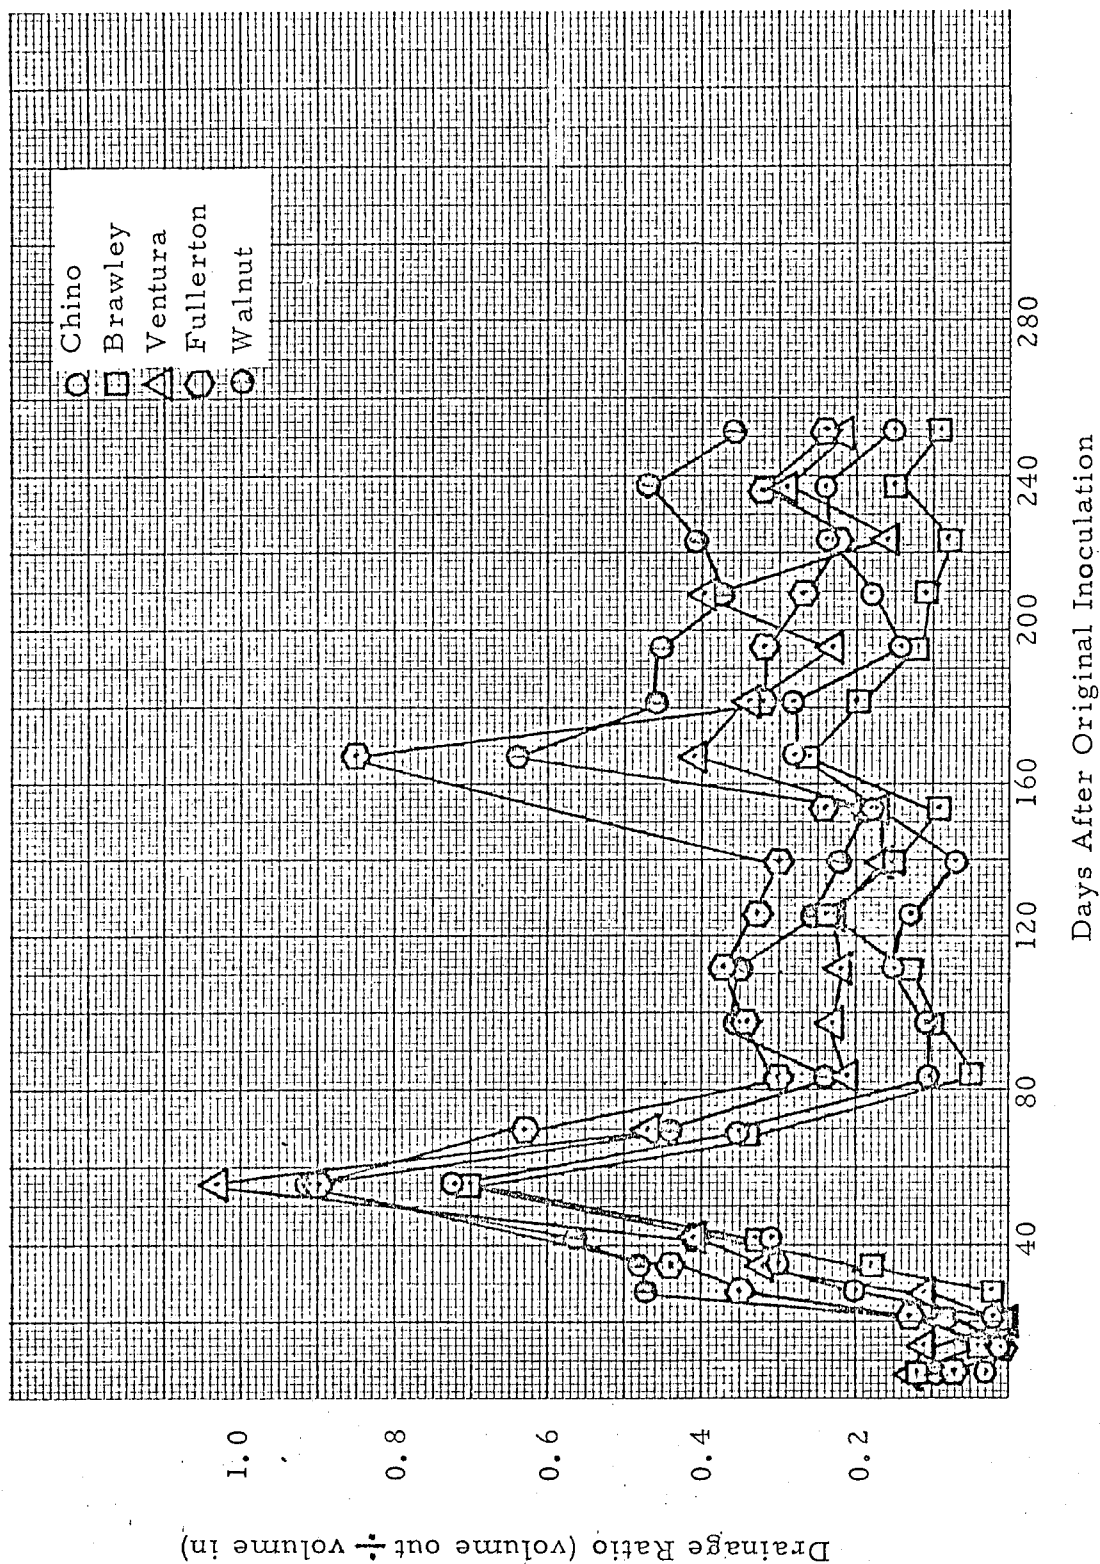 Chino
Brawley
Ventura
Fullerton
Walnut
1.0
0.8
0.6
0.4
0.2
40
80
120
160
200
240
280
Drainage Ratio (volume out ÷ volume in)
Days After Original Inoculation